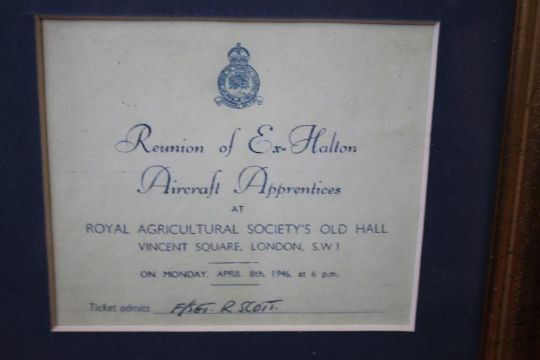 Reunion of Ex-Halton
Aircraft Apprentices
AT
ROYAL AGRICULTURAL SOCIETY'S OLD HALL
VINCENT SQUARE, LONDON, S.W 1
ON MONDAY, APRIL 8th, 1946, at 6 p.m.
Ticket admits F/SGT. R SCOTT.